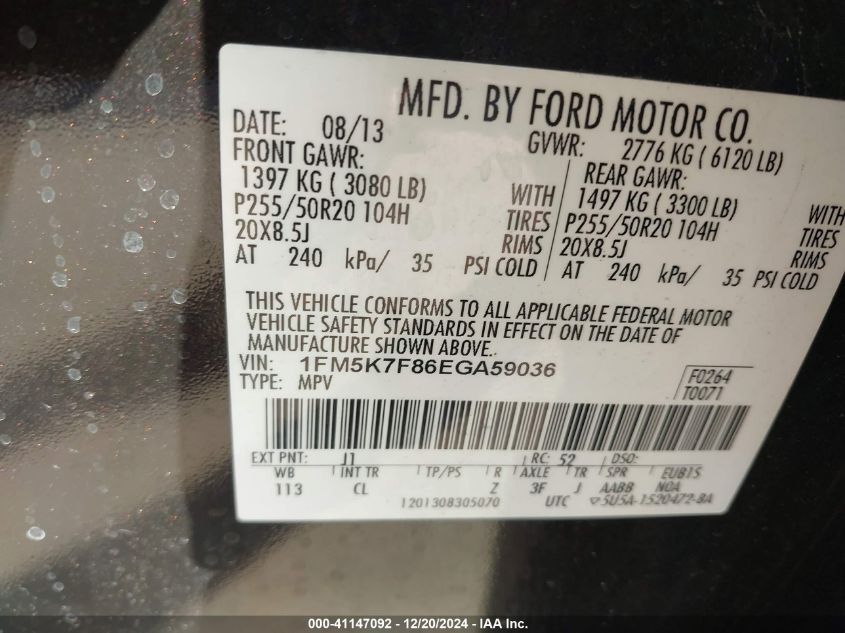 MFD. BY FORD MOTOR CO.
DATE: 08/13 GVWR: 2776 KG ( 6120 LB)
FRONT GAWR: REAR GAWR:
1397 KG ( 3080 LB) WITH 1497 KG ( 3300 LB) WITH
P255/50R20 104H TIRES P255/50R20 104H TIRES
20X8.5J RIMS 20X8.5J RIMS
AT 240 kPa/ 35 PSI COLD AT 240 kPa/ 35 PSI COLD
THIS VEHICLE CONFORMS TO ALL APPLICABLE FEDERAL MOTOR
VEHICLE SAFETY STANDARDS IN EFFECT ON THE DATE OF
MANUFACTURE SHOWN ABOVE.
VIN: 1FM5K7F86EGA59036
TYPE: MPV
F0264
T0071
EXT PNT: J1 RC: 52 DSO:
WB INT TR TP/PS R AXLE TR SPR EUBIS
113 CL Z 3F J AABB NOA
1201308305070 UTC 5U5A-1520472-BA
000-41147092 - 12/20/2024 - IAA Inc.